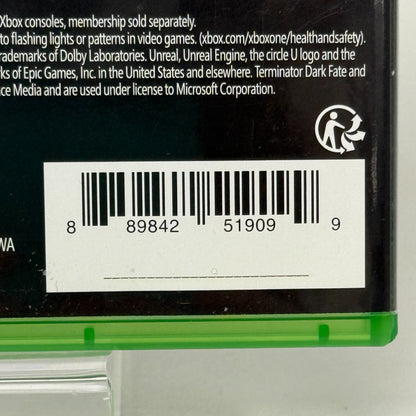 Xbox consoles, membership sold separately.
to flashing lights or patterns in video games. (xbox.com/xboxone/healthandsafety).
rademarks of Dolby Laboratories. Unreal, Unreal Engine, the circle U logo and the
ks of Epic Games, Inc. in the United States and elsewhere. Terminator Dark Fate and
ce Media and are used under license to Microsoft Corporation.
WA
8 89842 51909 9